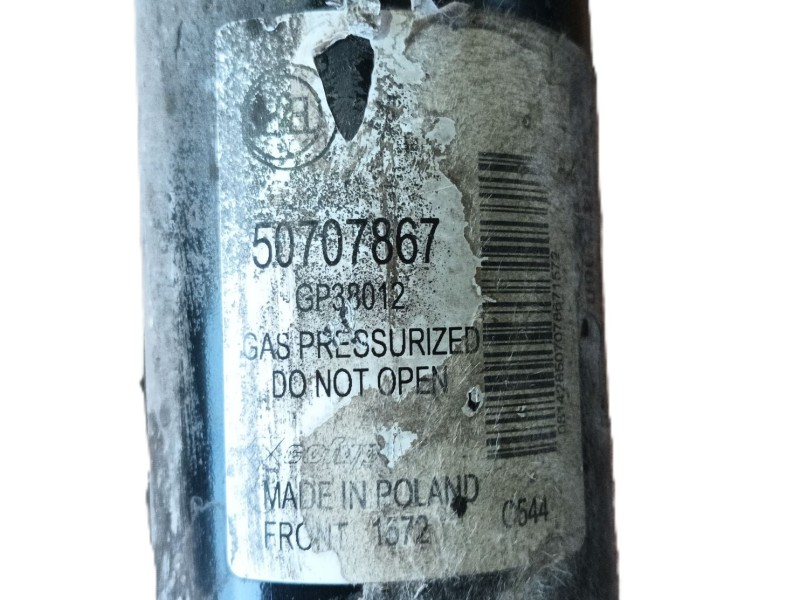 50707867
GP38012
GAS PRESSURIZED
DO NOT OPEN
MADE IN POLAND
FRONT 1572
C544